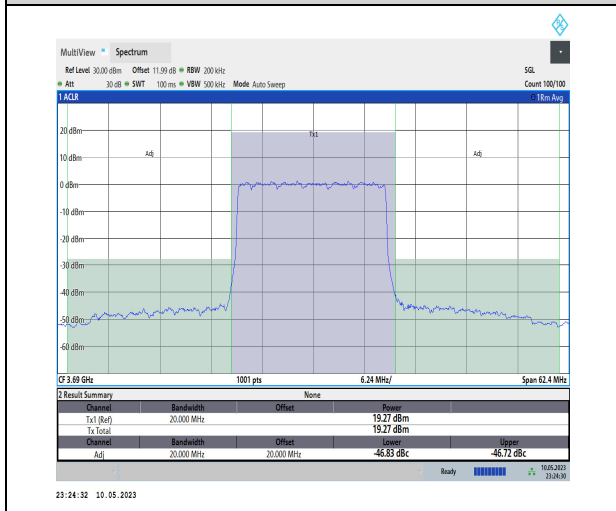 MultiView Spectrum
Ref Level 30.00 dBm Offset 11.99 dB RBW 200 kHz SGL
Att 30 dB SWT 100 ms VBW 500 kHz Mode Auto Sweep Count 100/100
1 ACLR 1Rm Avg
Tx1
20 dBm
Adj Adj
10 dBm
0 dBm
-10 dBm
-20 dBm
-30 dBm
-40 dBm
-50 dBm
-60 dBm
CF 3.69 GHz 1001 pts 6.24 MHz/ Span 62.4 MHz
2 Result Summary None
Channel Bandwidth Offset Power
Tx1 (Ref) 20.000 MHz 19.27 dBm
Tx Total 19.27 dBm
Channel Bandwidth Offset Lower Upper
Adj 20.000 MHz 20.000 MHz -46.83 dBc -46.72 dBc
Ready 10.05.2023
23:24:30
23:24:32 10.05.2023